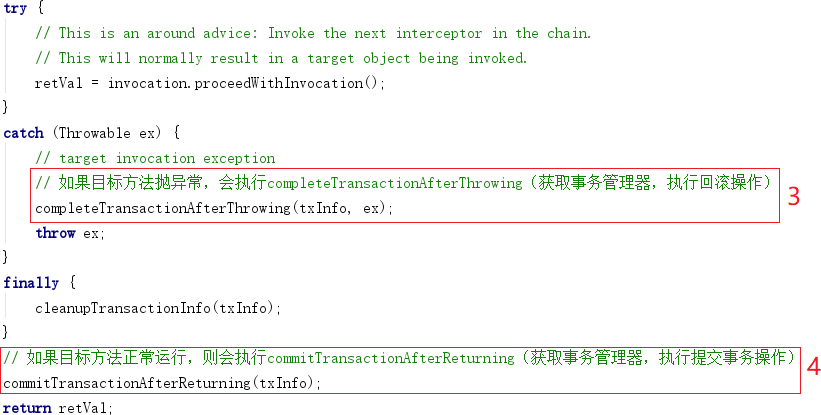 try {
// This is an around advice: Invoke the next interceptor in the chain.
// This will normally result in a target object being invoked.
retVal = invocation.proceedWithInvocation();
}
catch (Throwable ex) {
// target invocation exception
// 如果目标方法抛异常，会执行completeTransactionAfterThrowing（获取事务管理器，执行回滚操作）
completeTransactionAfterThrowing(txInfo, ex);
3
throw ex;
}
finally {
cleanupTransactionInfo(txInfo);
}
// 如果目标方法正常运行，则会执行commitTransactionAfterReturning（获取事务管理器，执行提交事务操作）
4
commitTransactionAfterReturning(txInfo);
return retVal;